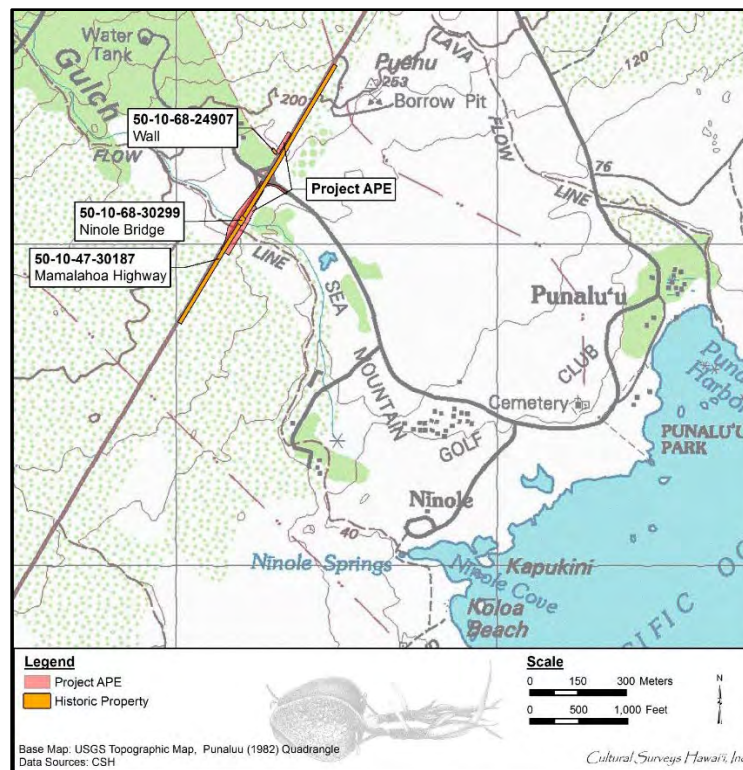 Water
Tank
Gulch
FLOW
LINE
Puehu
253
Borrow Pit
200
LAVA
FLOW
LINE
120
76
50-10-68-24907
Wall
Project APE
50-10-68-30299
Ninole Bridge
50-10-47-30187
Mamalahoa Highway
SEA
MOUNTAIN
GOLF
CLUB
Punalu‘u
Cemetery
Harbor
PUNALU‘U
PARK
Nīnole
40
Nīnole Springs
Ninole Cove
Kapukini
Koloa
Beach
Legend
Project APE
Historic Property
Base Map: USGS Topographic Map, Punaluu (1982) Quadrangle
Data Sources: CSH
Scale
0 150 300 Meters
0 500 1,000 Feet
N
Cultural Surveys Hawai‘i, Inc